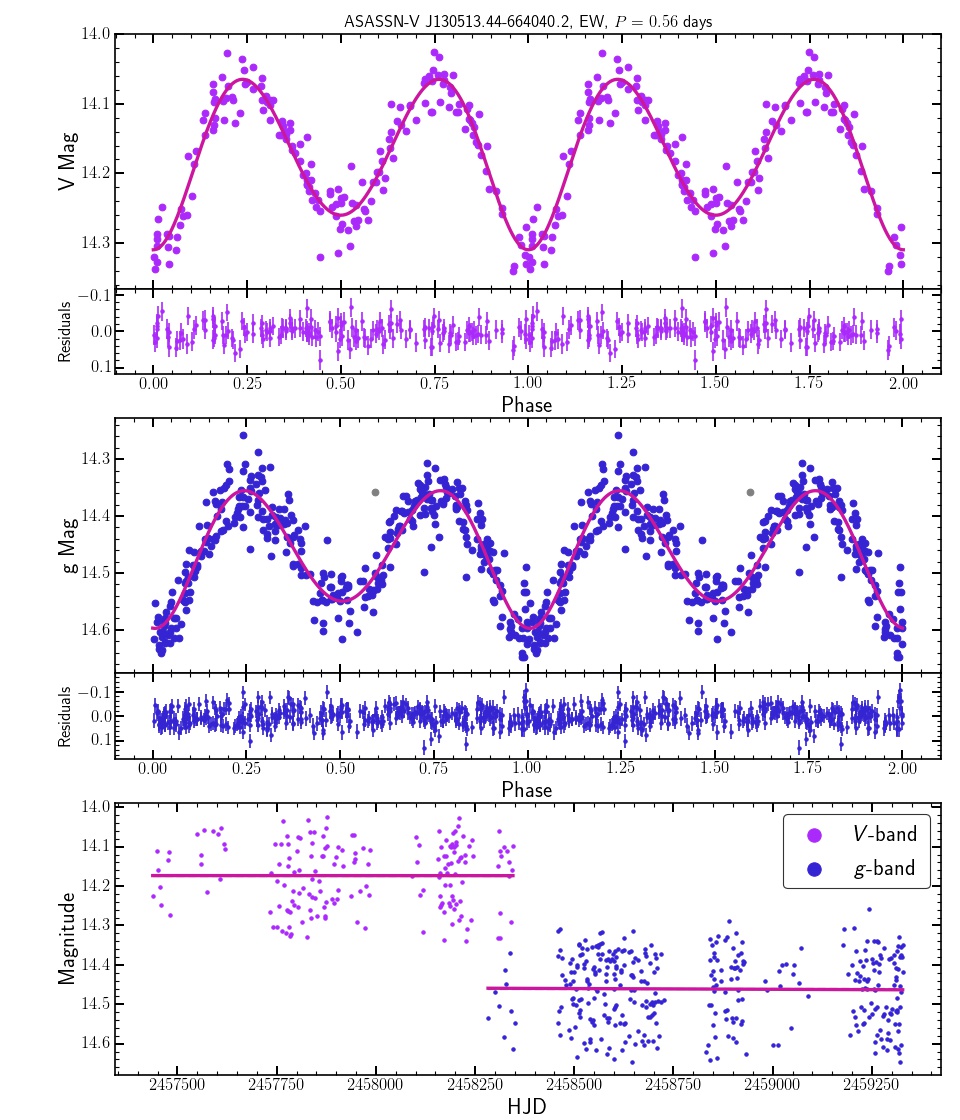 ASASSN-V J130513.44-664040.2, EW, P = 0.56 days
14.0
14.1
14.2
14.3
V Mag
−0.1
0.0
0.1
Residuals
0.00 0.25 0.50 0.75 1.00 1.25 1.50 1.75 2.00
Phase
14.3
14.4
14.5
14.6
g Mag
−0.1
0.0
0.1
Residuals
0.00 0.25 0.50 0.75 1.00 1.25 1.50 1.75 2.00
Phase
14.0
14.1
14.2
14.3
14.4
14.5
14.6
Magnitude
V-band
g-band
2457500 2457750 2458000 2458250 2458500 2458750 2459000 2459250
HJD